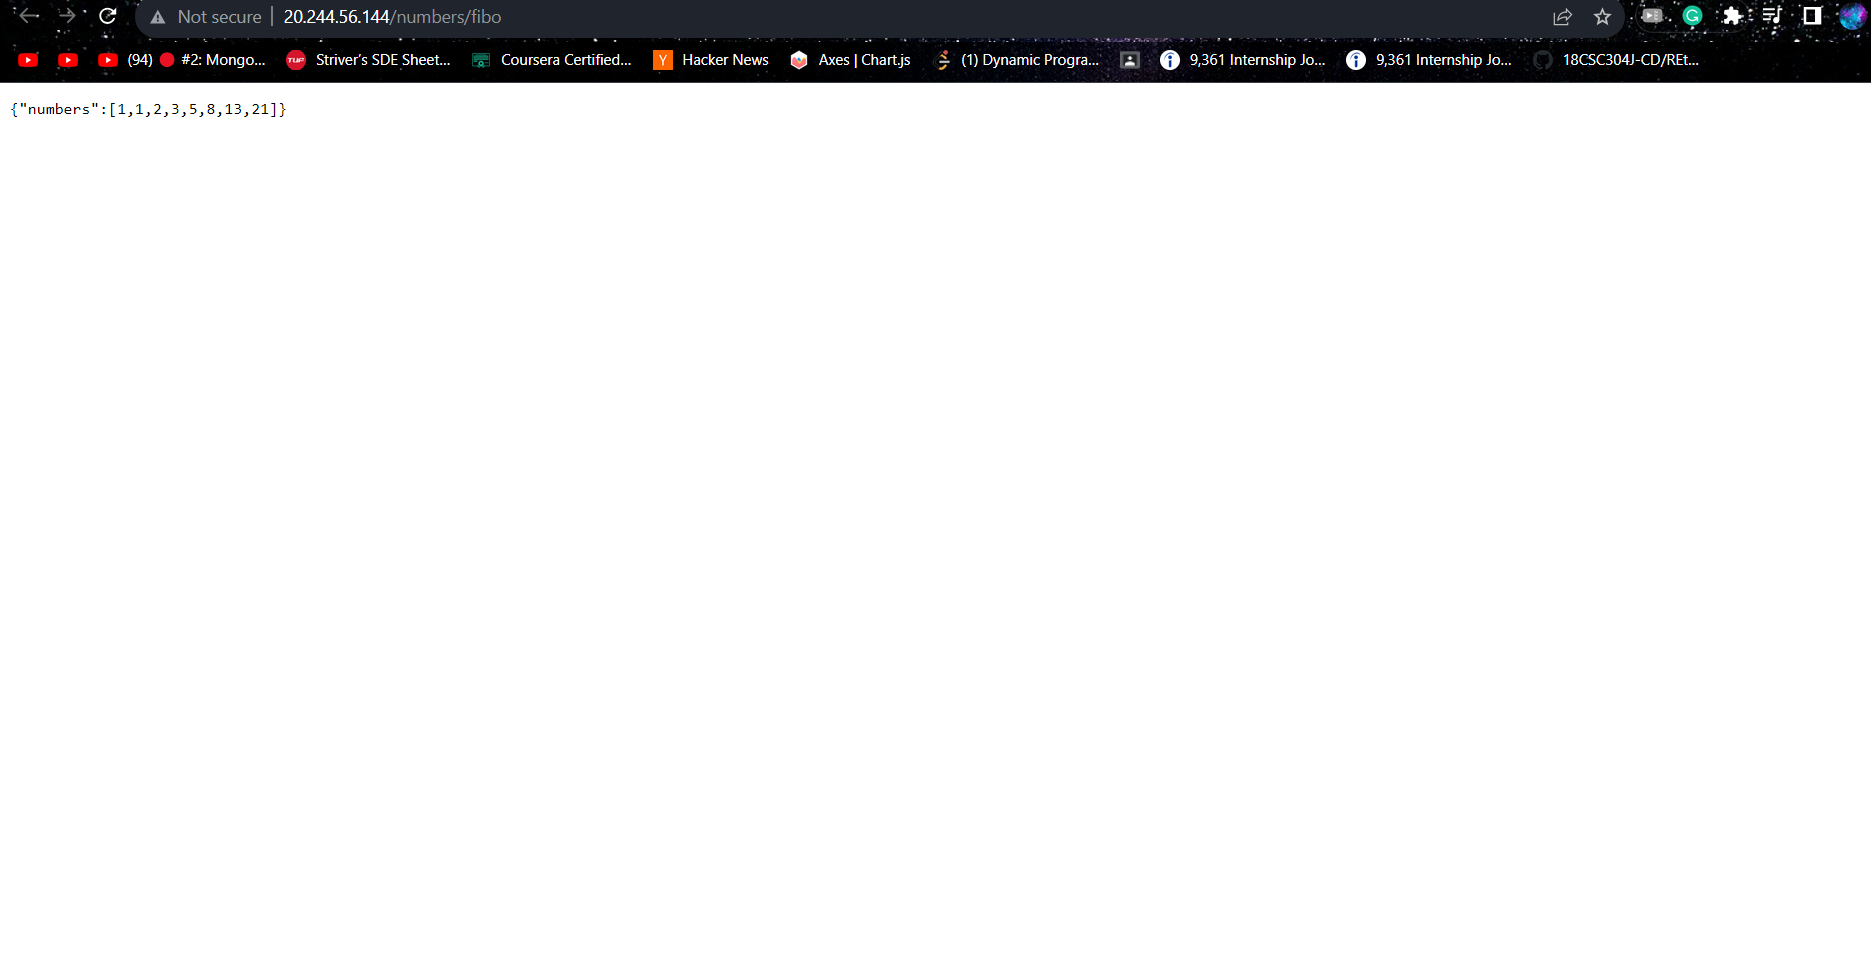 Not secure 20.244.56.144/numbers/fibo
(94) #2: Mongo... TUF Striver's SDE Sheet... Coursera Certified... Y Hacker News Axes | Chart.js (1) Dynamic Progra... 9,361 Internship Jo... 9,361 Internship Jo... 18CSC304J-CD/REt...
{"numbers":[1,1,2,3,5,8,13,21]}